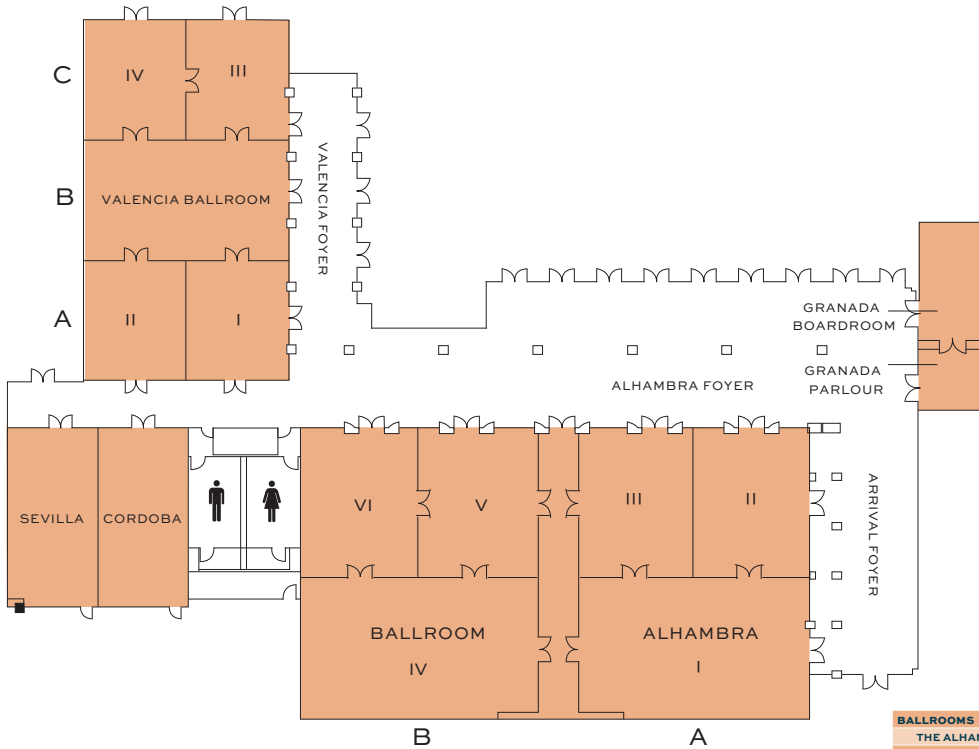 C
IV
III
B
VALENCIA BALLROOM
VALENCIA FOYER
A
II
I
GRANADA
BOARDROOM
GRANADA
PARLOUR
ALHAMBRA FOYER
SEVILLA
CORDOBA
VI
V
III
II
ARRIVAL FOYER
BALLROOM
IV
ALHAMBRA
I
B
A
BALLROOMS